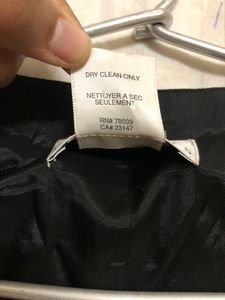 DRY CLEAN ONLY
NETTOYER A SEC
SEULEMENT
RN# 78509
CA# 23147